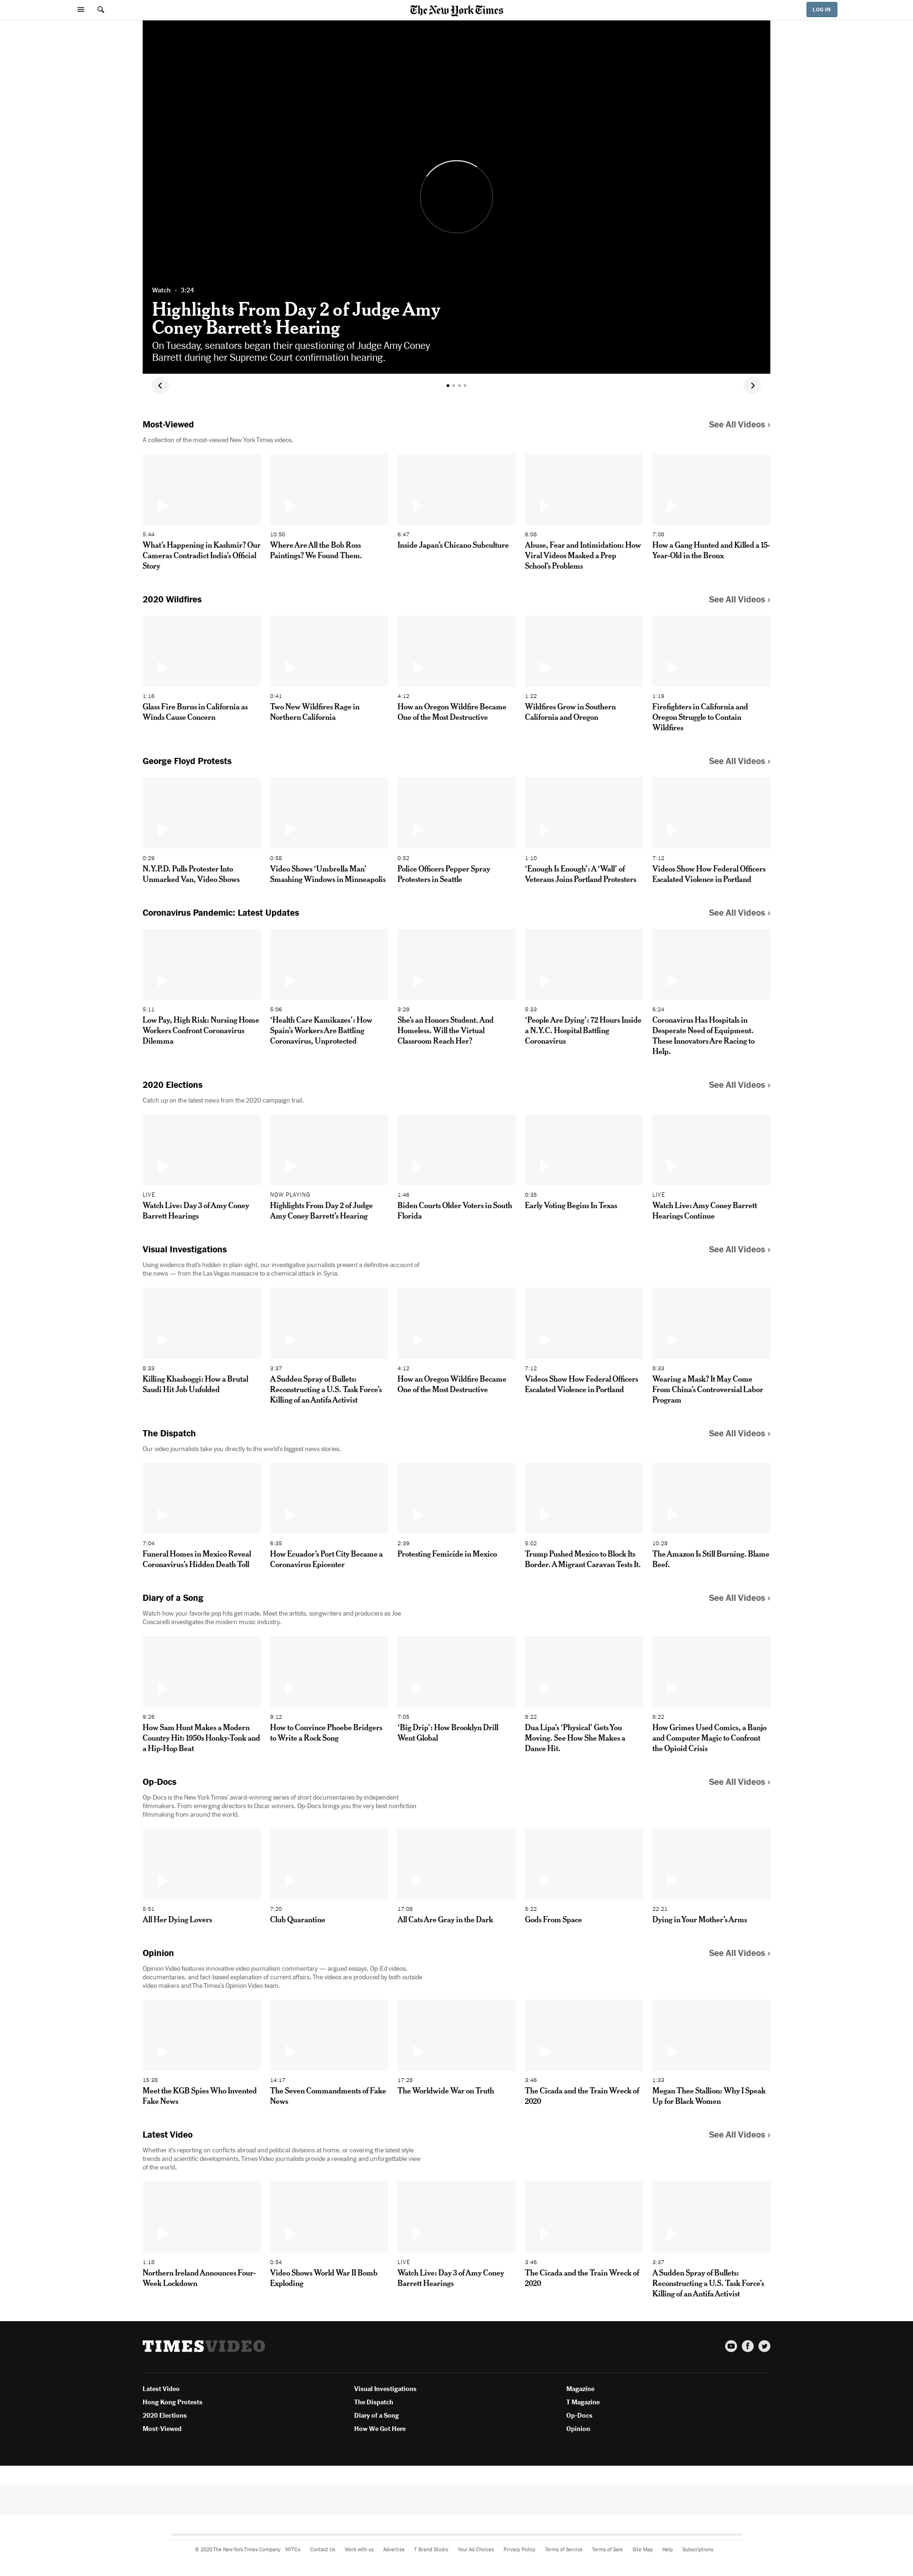 The New York Times
LOG IN
Watch • 3:24
Highlights From Day 2 of Judge Amy
Coney Barrett’s Hearing
On Tuesday, senators began their questioning of Judge Amy Coney
Barrett during her Supreme Court confirmation hearing.
Most-Viewed
See All Videos ›
A collection of the most-viewed New York Times videos.
5:44
What’s Happening in Kashmir? Our
Cameras Contradict India’s Official
Story
10:50
Where Are All the Bob Ross
Paintings? We Found Them.
6:47
Inside Japan’s Chicano Subculture
6:08
Abuse, Fear and Intimidation: How
Viral Videos Masked a Prep
School’s Problems
7:08
How a Gang Hunted and Killed a 15-
Year-Old in the Bronx
2020 Wildfires
See All Videos ›
1:16
Glass Fire Burns in California as
Winds Cause Concern
0:41
Two New Wildfires Rage in
Northern California
4:12
How an Oregon Wildfire Became
One of the Most Destructive
1:22
Wildfires Grow in Southern
California and Oregon
1:19
Firefighters in California and
Oregon Struggle to Contain
Wildfires
George Floyd Protests
See All Videos ›
0:29
N.Y.P.D. Pulls Protester Into
Unmarked Van, Video Shows
0:58
Video Shows ‘Umbrella Man’
Smashing Windows in Minneapolis
0:52
Police Officers Pepper Spray
Protesters in Seattle
1:10
‘Enough Is Enough’: A ‘Wall’ of
Veterans Joins Portland Protesters
7:12
Videos Show How Federal Officers
Escalated Violence in Portland
Coronavirus Pandemic: Latest Updates
See All Videos ›
5:11
Low Pay, High Risk: Nursing Home
Workers Confront Coronavirus
Dilemma
5:06
‘Health Care Kamikazes’: How
Spain’s Workers Are Battling
Coronavirus, Unprotected
3:29
She’s an Honors Student. And
Homeless. Will the Virtual
Classroom Reach Her?
5:33
‘People Are Dying’: 72 Hours Inside
a N.Y.C. Hospital Battling
Coronavirus
6:24
Coronavirus Has Hospitals in
Desperate Need of Equipment.
These Innovators Are Racing to
Help.
2020 Elections
See All Videos ›
Catch up on the latest news from the 2020 campaign trail.
LIVE
Watch Live: Day 3 of Amy Coney
Barrett Hearings
NOW PLAYING
Highlights From Day 2 of Judge
Amy Coney Barrett’s Hearing
1:46
Biden Courts Older Voters in South
Florida
0:35
Early Voting Begins In Texas
LIVE
Watch Live: Amy Coney Barrett
Hearings Continue
Visual Investigations
See All Videos ›
Using evidence that’s hidden in plain sight, our investigative journalists present a definitive account of
the news — from the Las Vegas massacre to a chemical attack in Syria.
8:33
Killing Khashoggi: How a Brutal
Saudi Hit Job Unfolded
3:37
A Sudden Spray of Bullets:
Reconstructing a U.S. Task Force’s
Killing of an Antifa Activist
4:12
How an Oregon Wildfire Became
One of the Most Destructive
7:12
Videos Show How Federal Officers
Escalated Violence in Portland
8:33
Wearing a Mask? It May Come
From China’s Controversial Labor
Program
The Dispatch
See All Videos ›
Our video journalists take you directly to the world’s biggest news stories.
7:04
Funeral Homes in Mexico Reveal
Coronavirus’s Hidden Death Toll
6:35
How Ecuador’s Port City Became a
Coronavirus Epicenter
2:39
Protesting Femicide in Mexico
5:02
Trump Pushed Mexico to Block Its
Border. A Migrant Caravan Tests It.
10:28
The Amazon Is Still Burning. Blame
Beef.
Diary of a Song
See All Videos ›
Watch how your favorite pop hits get made. Meet the artists, songwriters and producers as Joe
Coscarelli investigates the modern music industry.
9:26
How Sam Hunt Makes a Modern
Country Hit: 1950s Honky-Tonk and
a Hip-Hop Beat
9:12
How to Convince Phoebe Bridgers
to Write a Rock Song
7:05
‘Big Drip’: How Brooklyn Drill
Went Global
8:22
Dua Lipa’s ‘Physical’ Gets You
Moving. See How She Makes a
Dance Hit.
8:22
How Grimes Used Comics, a Banjo
and Computer Magic to Confront
the Opioid Crisis
Op-Docs
See All Videos ›
Op-Docs is the New York Times’ award-winning series of short documentaries by independent
filmmakers. From emerging directors to Oscar winners, Op-Docs brings you the very best nonfiction
filmmaking from around the world.
5:51
All Her Dying Lovers
7:20
Club Quarantine
17:08
All Cats Are Gray in the Dark
5:22
Gods From Space
22:21
Dying in Your Mother’s Arms
Opinion
See All Videos ›
Opinion Video features innovative video journalism commentary — argued essays, Op-Ed videos,
documentaries, and fact-based explanation of current affairs. The videos are produced by both outside
video makers and The Times’s Opinion Video team.
15:38
Meet the KGB Spies Who Invented
Fake News
14:17
The Seven Commandments of Fake
News
17:28
The Worldwide War on Truth
3:46
The Cicada and the Train Wreck of
2020
1:33
Megan Thee Stallion: Why I Speak
Up for Black Women
Latest Video
See All Videos ›
Whether it’s reporting on conflicts abroad and political divisions at home, or covering the latest style
trends and scientific developments, Times Video journalists provide a revealing and unforgettable view
of the world.
1:18
Northern Ireland Announces Four-
Week Lockdown
0:54
Video Shows World War II Bomb
Exploding
LIVE
Watch Live: Day 3 of Amy Coney
Barrett Hearings
3:46
The Cicada and the Train Wreck of
2020
3:37
A Sudden Spray of Bullets:
Reconstructing a U.S. Task Force’s
Killing of an Antifa Activist
TIMESVIDEO
Latest Video
Hong Kong Protests
2020 Elections
Most-Viewed
Visual Investigations
The Dispatch
Diary of a Song
How We Got Here
Magazine
T Magazine
Op-Docs
Opinion
© 2020 The New York Times Company NYTCo Contact Us Work with us Advertise T Brand Studio Your Ad Choices Privacy Policy Terms of Service Terms of Sale Site Map Help Subscriptions